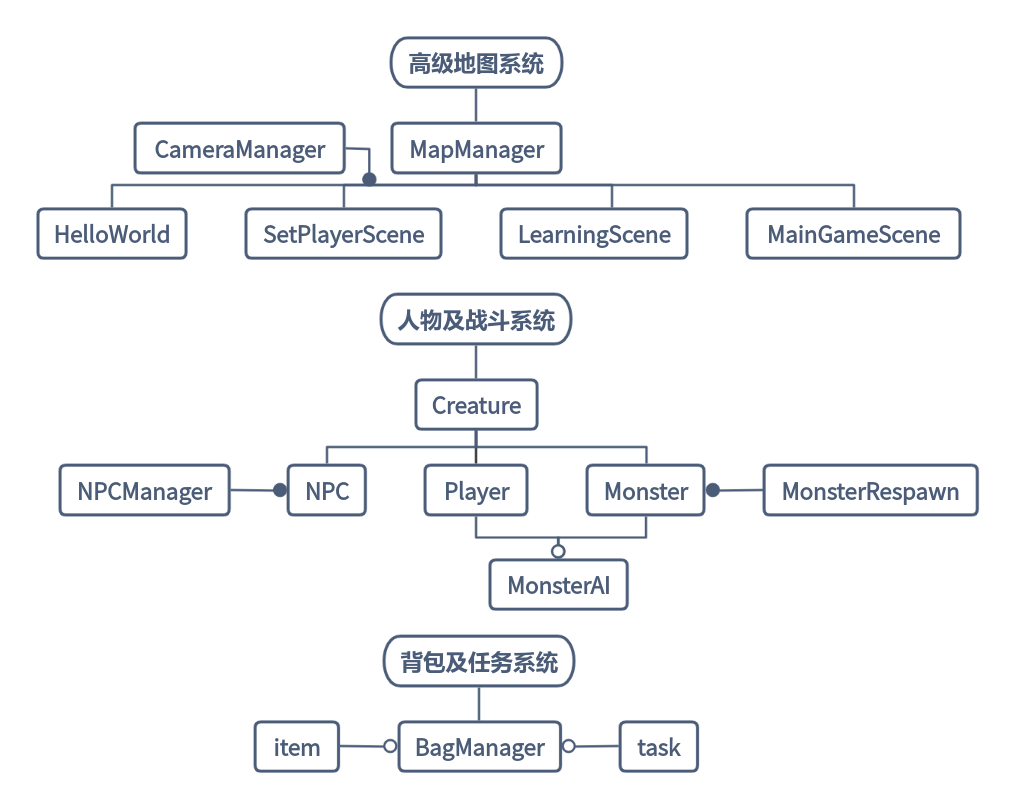 高级地图系统
CameraManager
MapManager
HelloWorld
SetPlayerScene
LearningScene
MainGameScene
人物及战斗系统
Creature
NPCManager
NPC
Player
Monster
MonsterRespawn
MonsterAI
背包及任务系统
item
BagManager
task